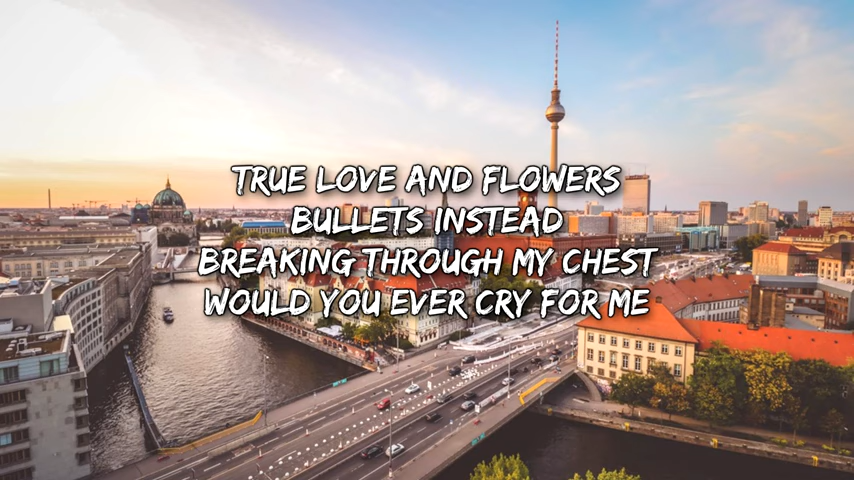 TRUE LOVE AND FLOWERS
BULLETS INSTEAD
BREAKING THROUGH MY CHEST
WOULD YOU EVER CRY FOR ME